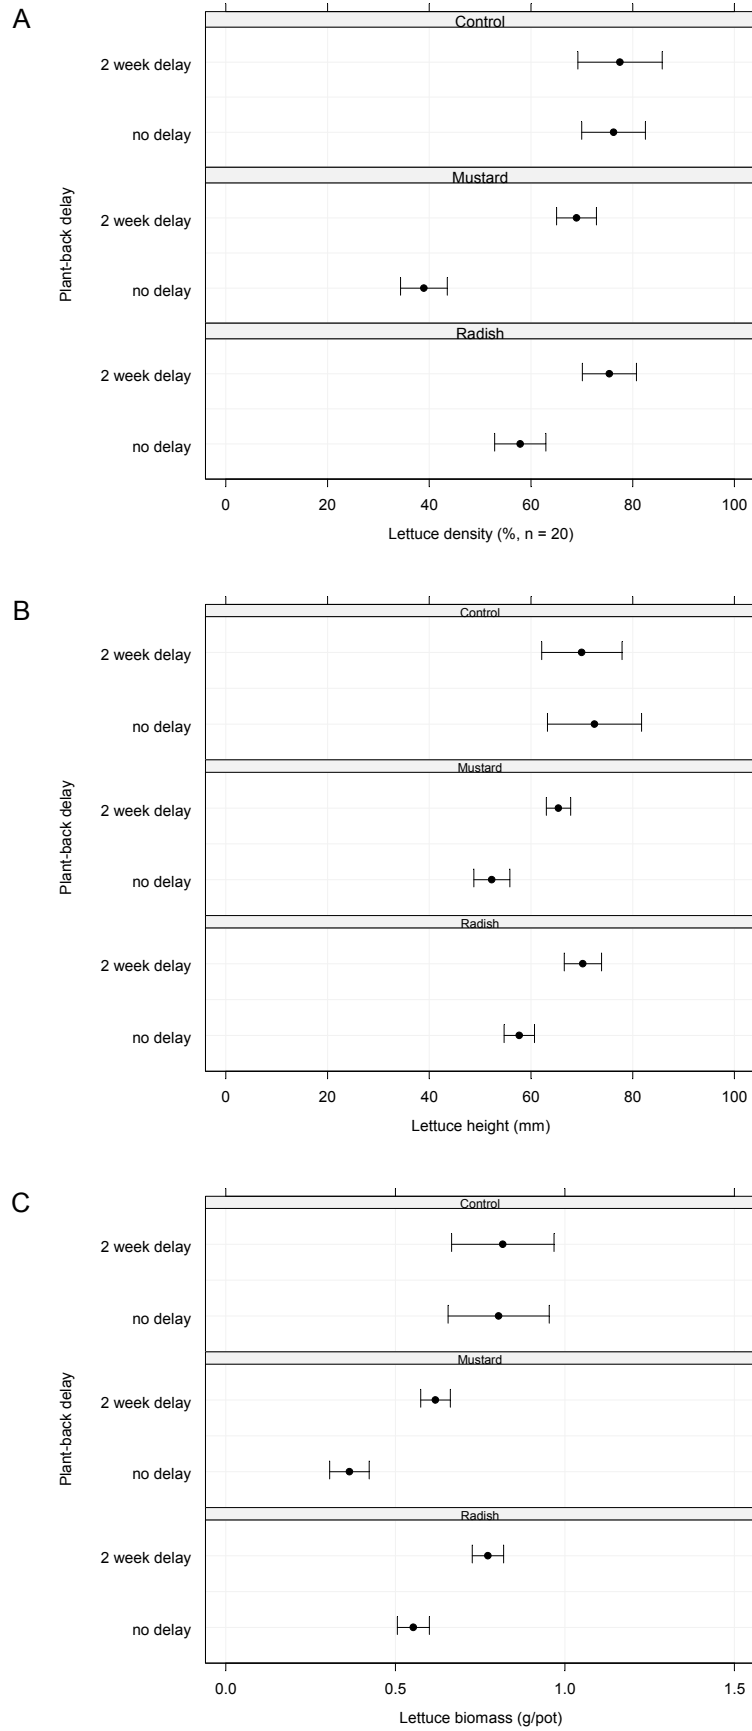 A
Control
2 week delay
no delay
Mustard
2 week delay
no delay
Radish
2 week delay
no delay
Plant-back delay
0 20 40 60 80 100
Lettuce density (%, n = 20)
B
Control
2 week delay
no delay
Mustard
2 week delay
no delay
Radish
2 week delay
no delay
Plant-back delay
0 20 40 60 80 100
Lettuce height (mm)
C
Control
2 week delay
no delay
Mustard
2 week delay
no delay
Radish
2 week delay
no delay
Plant-back delay
0.0 0.5 1.0 1.5
Lettuce biomass (g/pot)